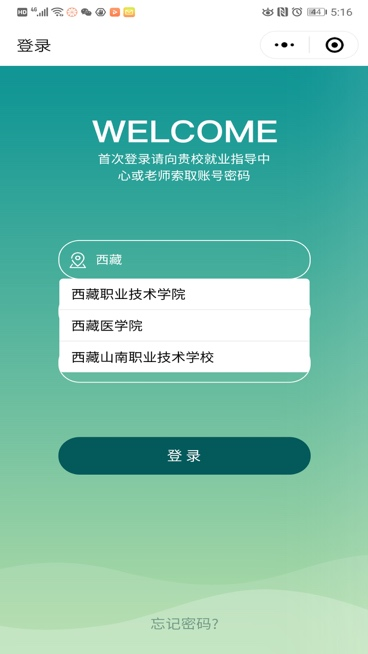 HD 4G 44 5:16
登录
WELCOME
首次登录请向贵校就业指导中
心或老师索取账号密码
西藏
西藏职业技术学院
西藏医学院
西藏山南职业技术学校
登 录
忘记密码?